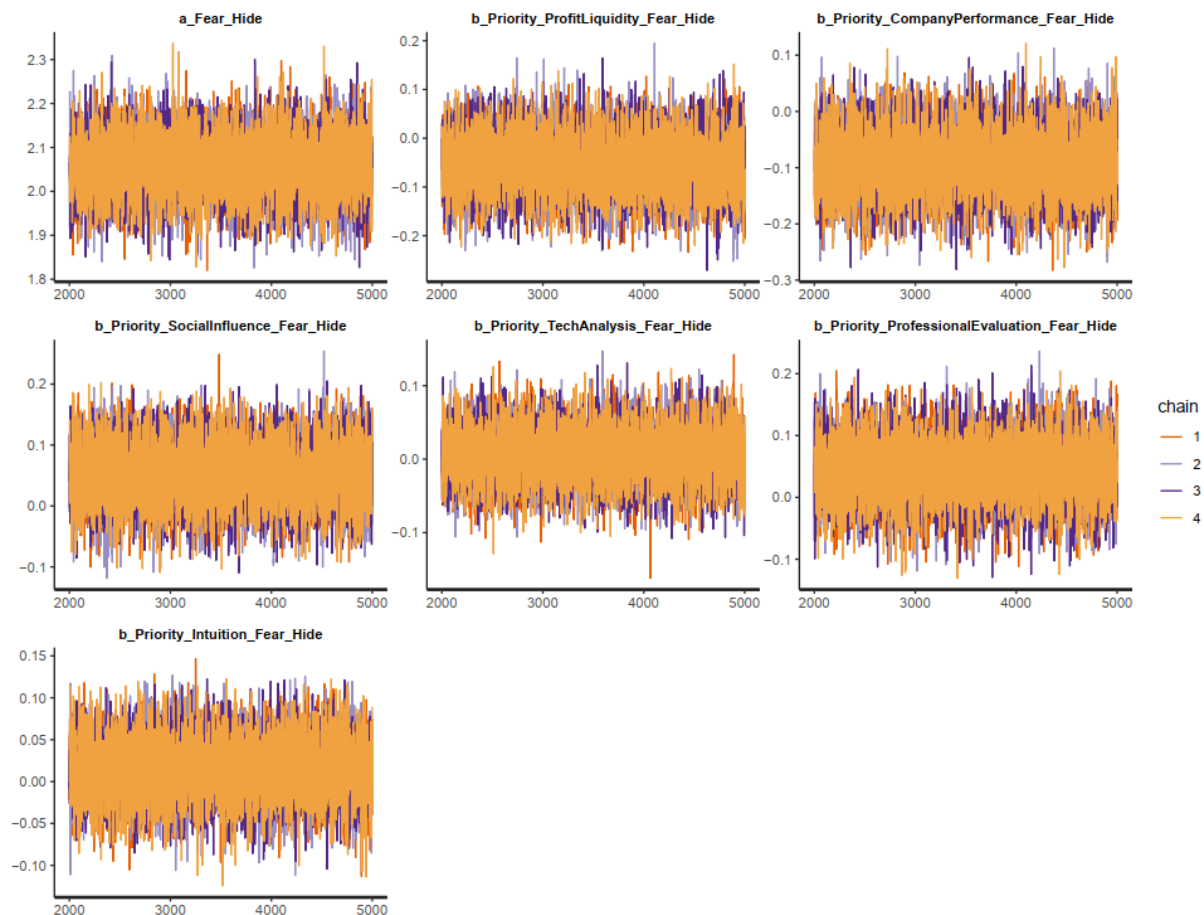 a_Fear_Hide
b_Priority_ProfitLiquidity_Fear_Hide
b_Priority_CompanyPerformance_Fear_Hide
2.3
2.2
2.1
2.0
1.9
1.8
2000 3000 4000 5000
0.2
0.1
0.0
−0.1
−0.2
2000 3000 4000 5000
0.1
0.0
−0.1
−0.2
−0.3
2000 3000 4000 5000
b_Priority_SocialInfluence_Fear_Hide
b_Priority_TechAnalysis_Fear_Hide
b_Priority_ProfessionalEvaluation_Fear_Hide
0.2
0.1
0.0
−0.1
2000 3000 4000 5000
0.1
0.0
−0.1
2000 3000 4000 5000
0.2
0.1
0.0
−0.1
2000 3000 4000 5000
chain
1
2
3
4
b_Priority_Intuition_Fear_Hide
0.15
0.10
0.05
0.00
−0.05
−0.10
2000 3000 4000 5000